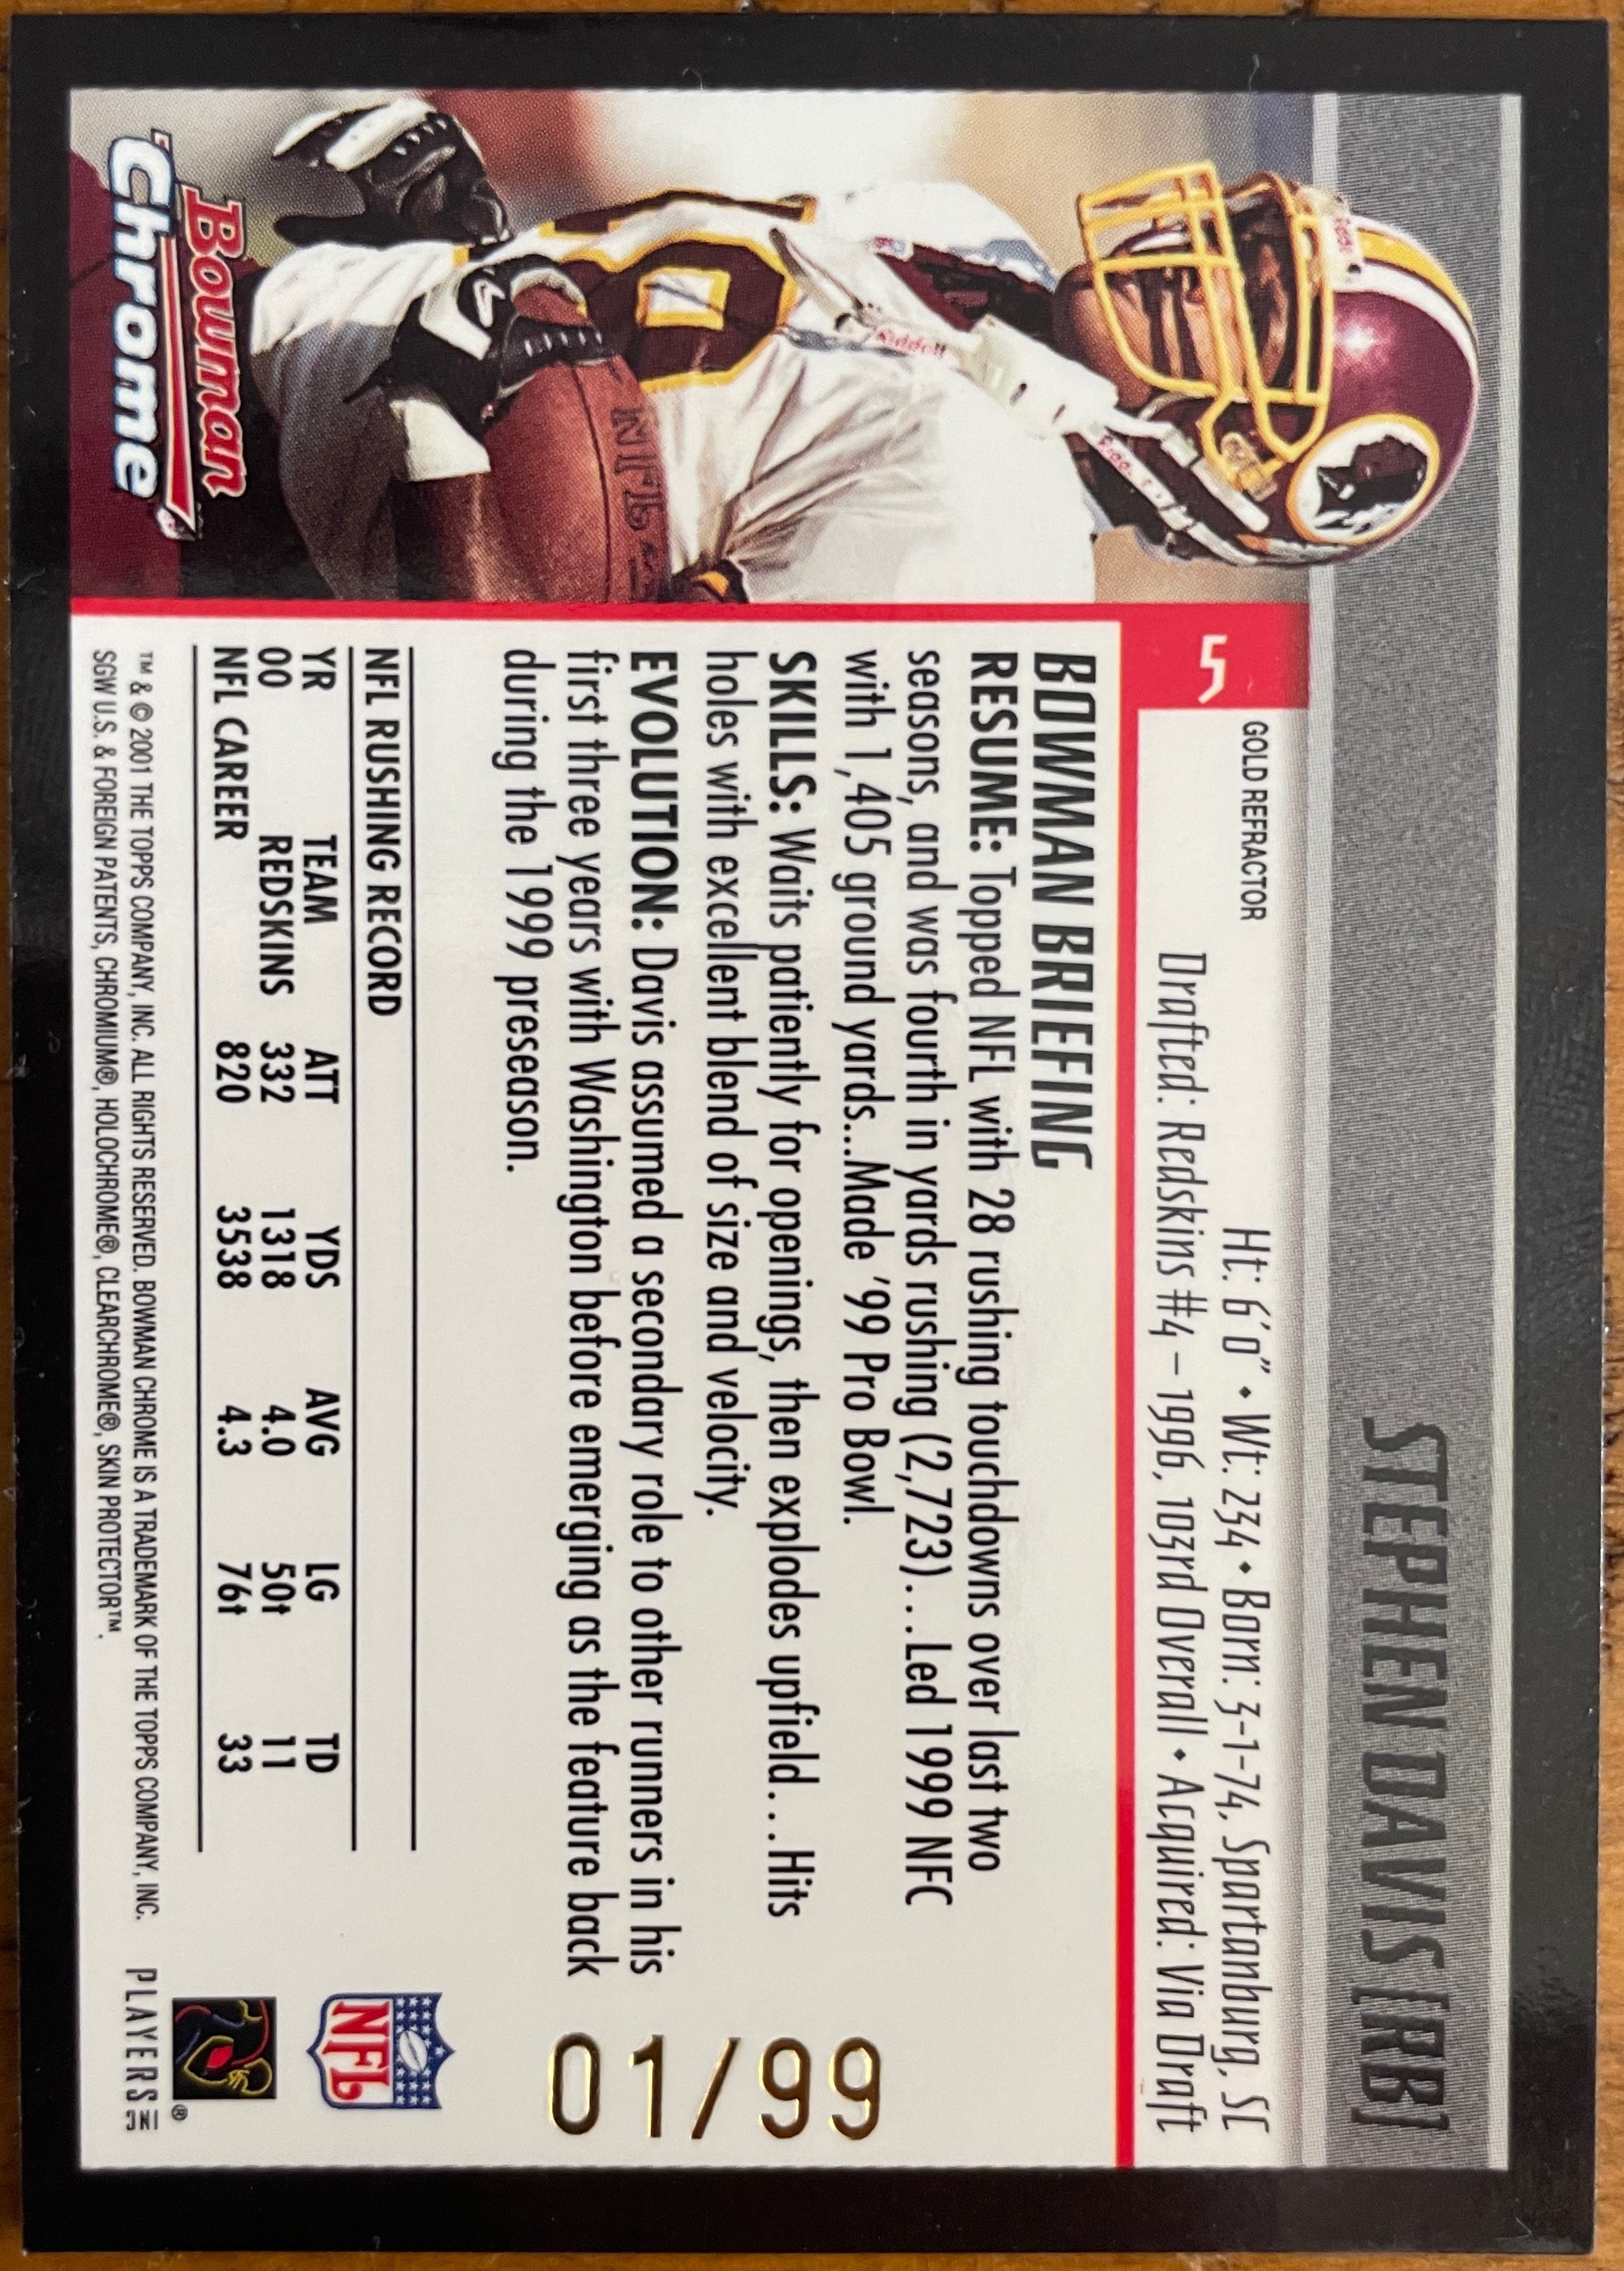 STEPHEN DAVIS [RB]
5
GOLD REFRACTOR
Ht: 6'0" • Wt: 234 • Born: 3-1-74, Spartanburg, SC
Drafted: Redskins #4 – 1996, 103rd Overall • Acquired: Via Draft
BOWMAN BRIEFING
RESUME: Topped NFL with 28 rushing touchdowns over last two
seasons, and was fourth in yards rushing (2,723)...Led 1999 NFC
with 1,405 ground yards...Made '99 Pro Bowl.
SKILLS: Waits patiently for openings, then explodes upfield...Hits
holes with excellent blend of size and velocity.
EVOLUTION: Davis assumed a secondary role to other runners in his
first three years with Washington before emerging as the feature back
during the 1999 preseason.
01/99
NFL RUSHING RECORD
YR TEAM ATT YDS AVG LG TD
00 REDSKINS 332 1318 4.0 50t 11
NFL CAREER 820 3538 4.3 76t 33
™ & © 2001 THE TOPPS COMPANY, INC. ALL RIGHTS RESERVED. BOWMAN CHROME IS A TRADEMARK OF THE TOPPS COMPANY, INC.
SGW U.S. & FOREIGN PATENTS, CHROMIUM®, HOLOCHROME®, CLEARCHROME®, SKIN PROTECTOR™.
NFL
®
PLAYERS INC
Bowman
Chrome
Riddell
NFL